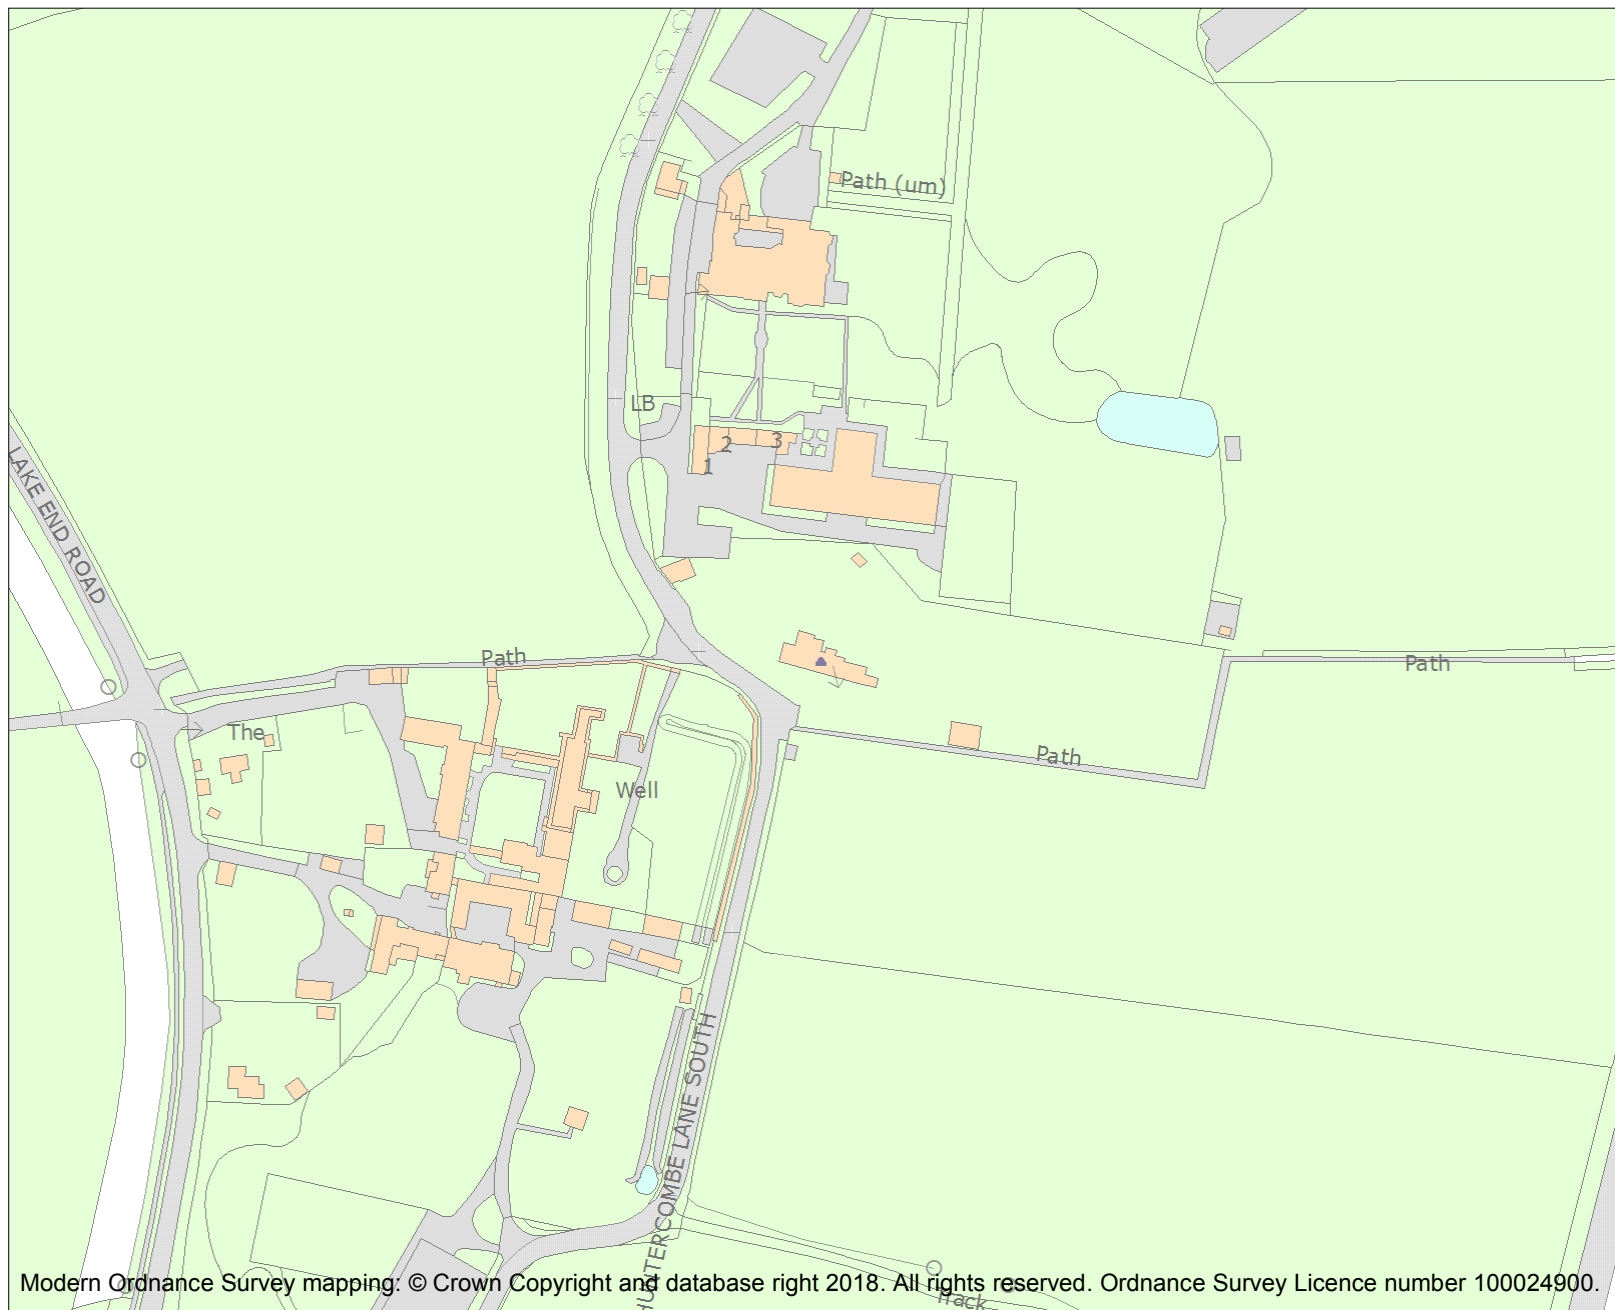 Path (um)
LB
2
3
1
LAKE END ROAD
Path
Path
The
Path
Well
HUNTERCOMBE LANE SOUTH
Track
Modern Ordnance Survey mapping: © Crown Copyright and database right 2018. All rights reserved. Ordnance Survey Licence number 100024900.